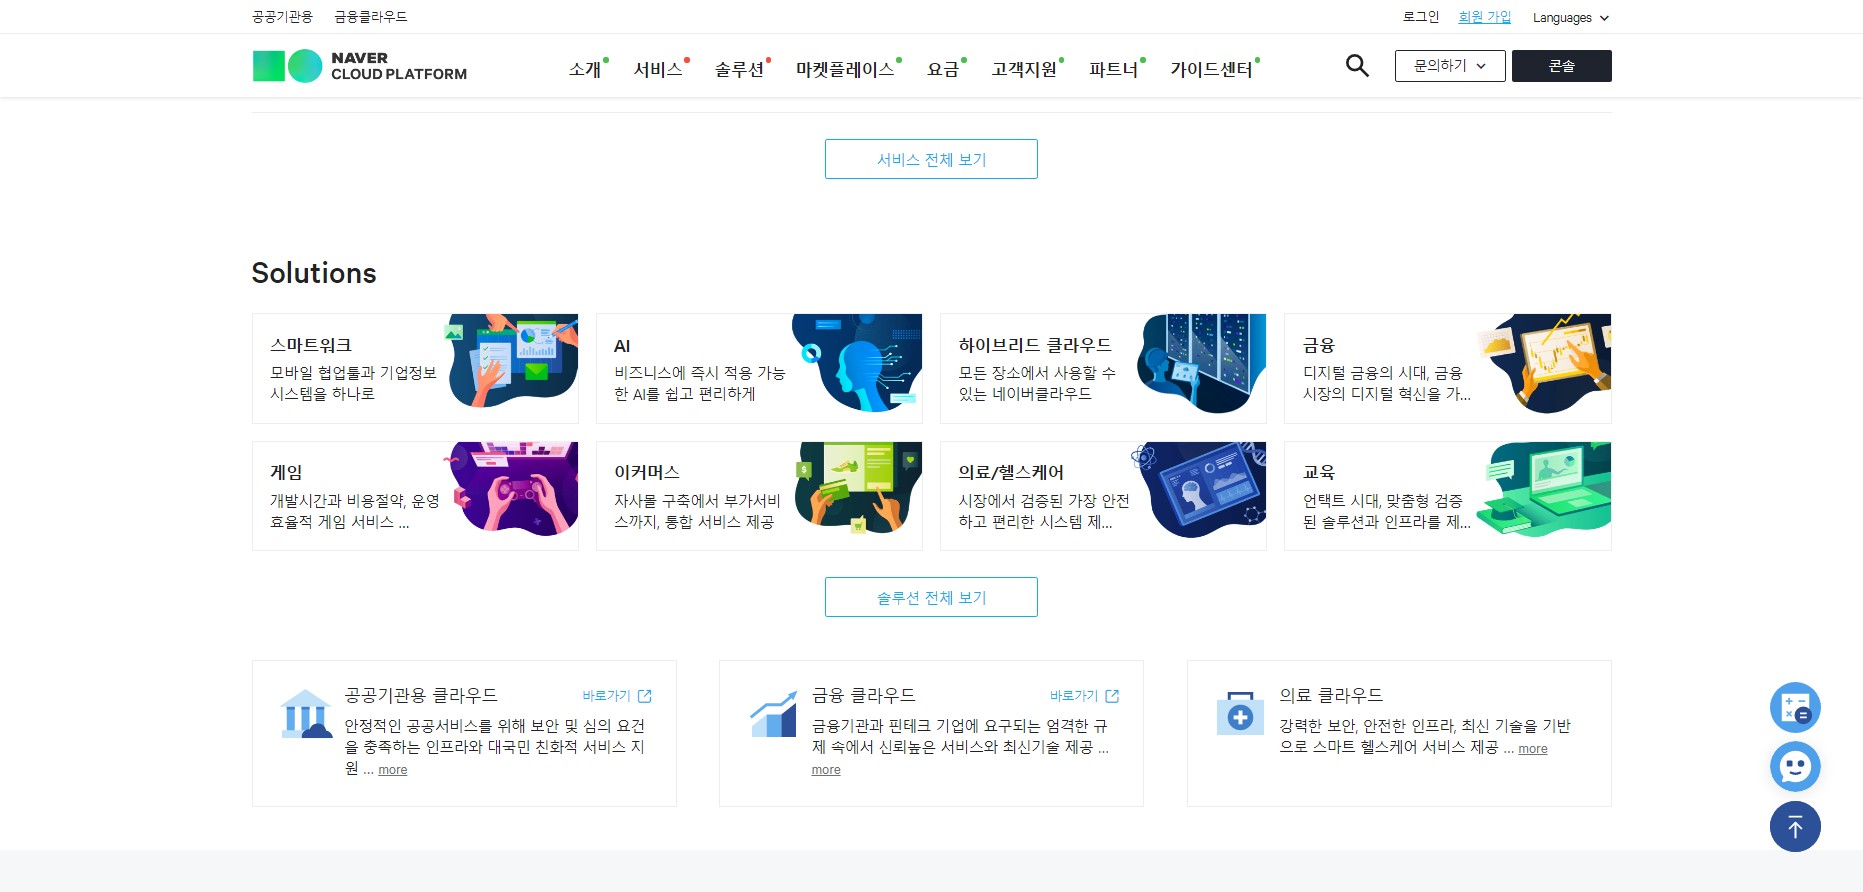 공공기관용 금융클라우드
로그인 회원 가입 Languages
NAVER
CLOUD PLATFORM
소개 서비스 솔루션 마켓플레이스 요금 고객지원 파트너 가이드센터
문의하기 콘솔
서비스 전체 보기
Solutions
스마트워크
모바일 협업툴과 기업정보
시스템을 하나로
AI
비즈니스에 즉시 적용 가능
한 AI를 쉽고 편리하게
하이브리드 클라우드
모든 장소에서 사용할 수
있는 네이버클라우드
금융
디지털 금융의 시대, 금융
시장의 디지털 혁신을 가...
게임
개발시간과 비용절약, 운영
효율적 게임 서비스 ...
이커머스
자사몰 구축에서 부가서비
스까지, 통합 서비스 제공
의료/헬스케어
시장에서 검증된 가장 안전
하고 편리한 시스템 제...
교육
언택트 시대, 맞춤형 검증
된 솔루션과 인프라를 제...
솔루션 전체 보기
공공기관용 클라우드 바로가기
안정적인 공공서비스를 위해 보안 및 심의 요건
을 충족하는 인프라와 대국민 친화적 서비스 지
원 ... more
금융 클라우드 바로가기
금융기관과 핀테크 기업에 요구되는 엄격한 규
제 속에서 신뢰높은 서비스와 최신기술 제공 ...
more
의료 클라우드
강력한 보안, 안전한 인프라, 최신 기술을 기반
으로 스마트 헬스케어 서비스 제공 ... more